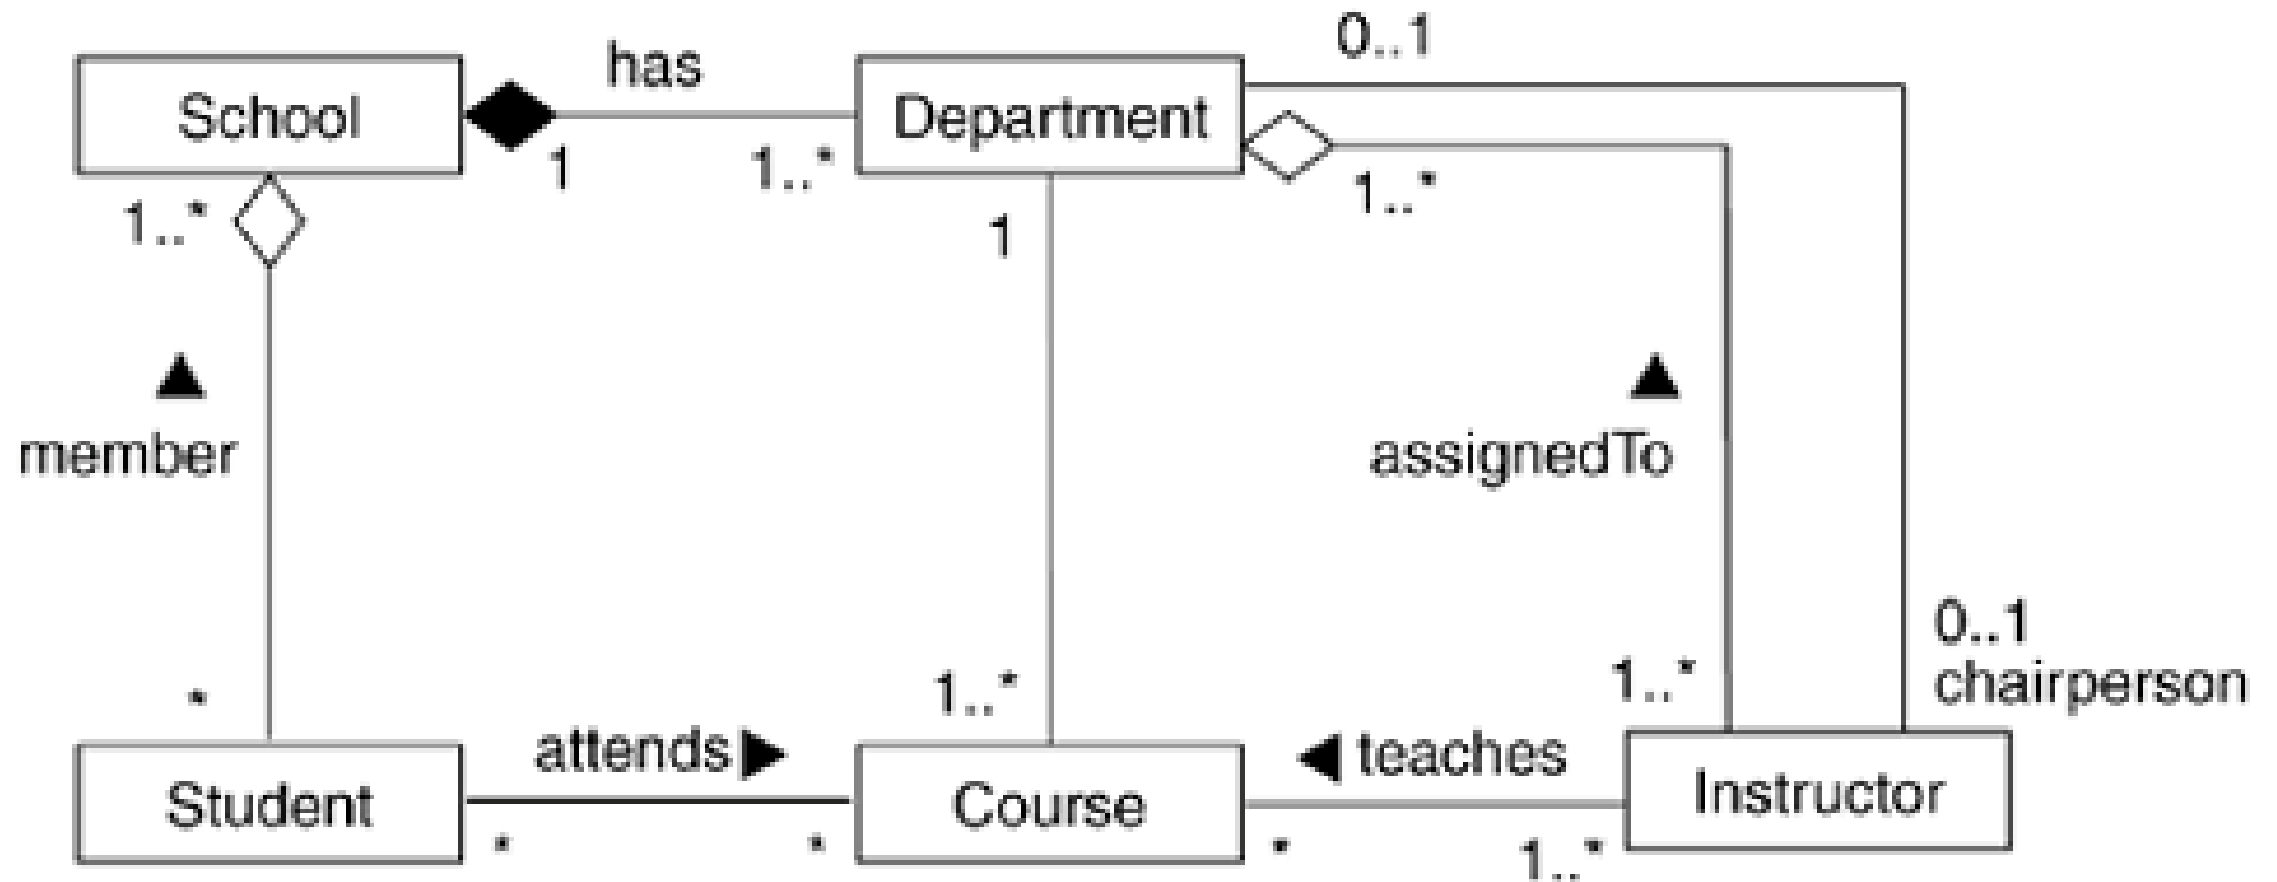 0..1
has
School
Department
1
1..*
1..*
1..*
1
member
assignedTo
0..1
chairperson
1..*
1..*
*
attends
teaches
Student
Course
Instructor
*
*
*
1..*